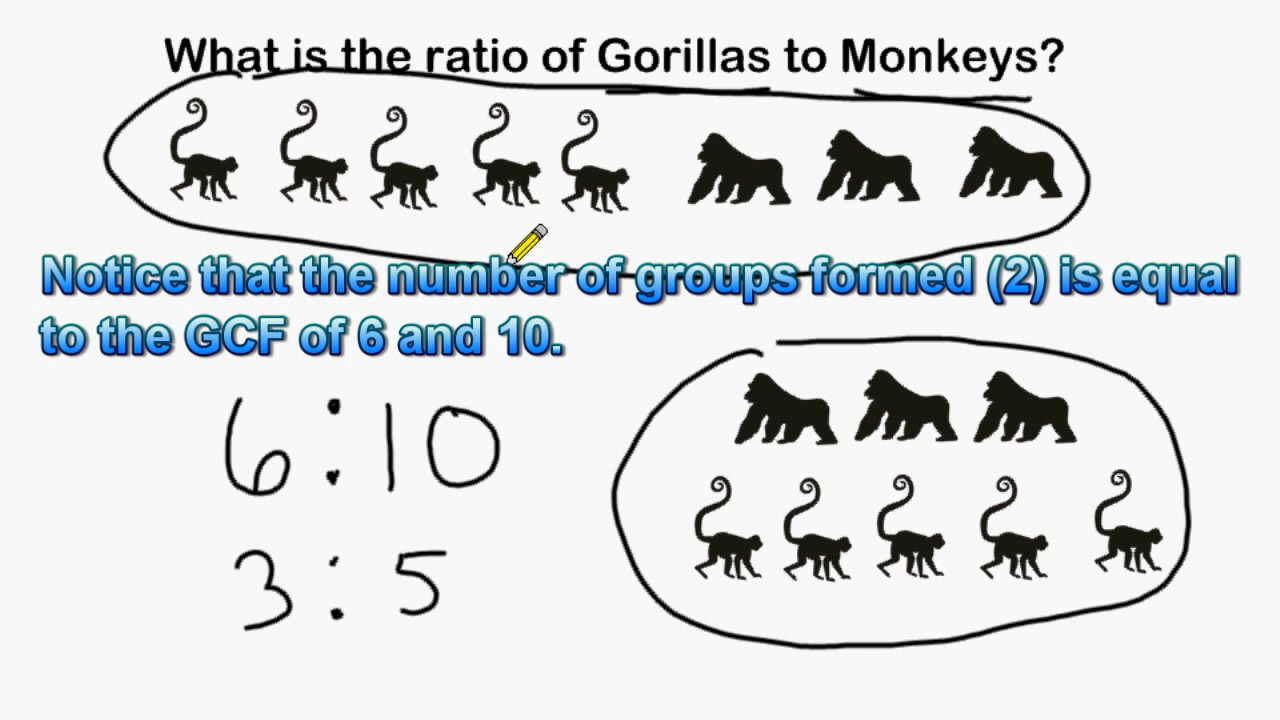 What is the ratio of Gorillas to Monkeys?
Notice that the number of groups formed (2) is equal
to the GCF of 6 and 10.
6:10
3:5